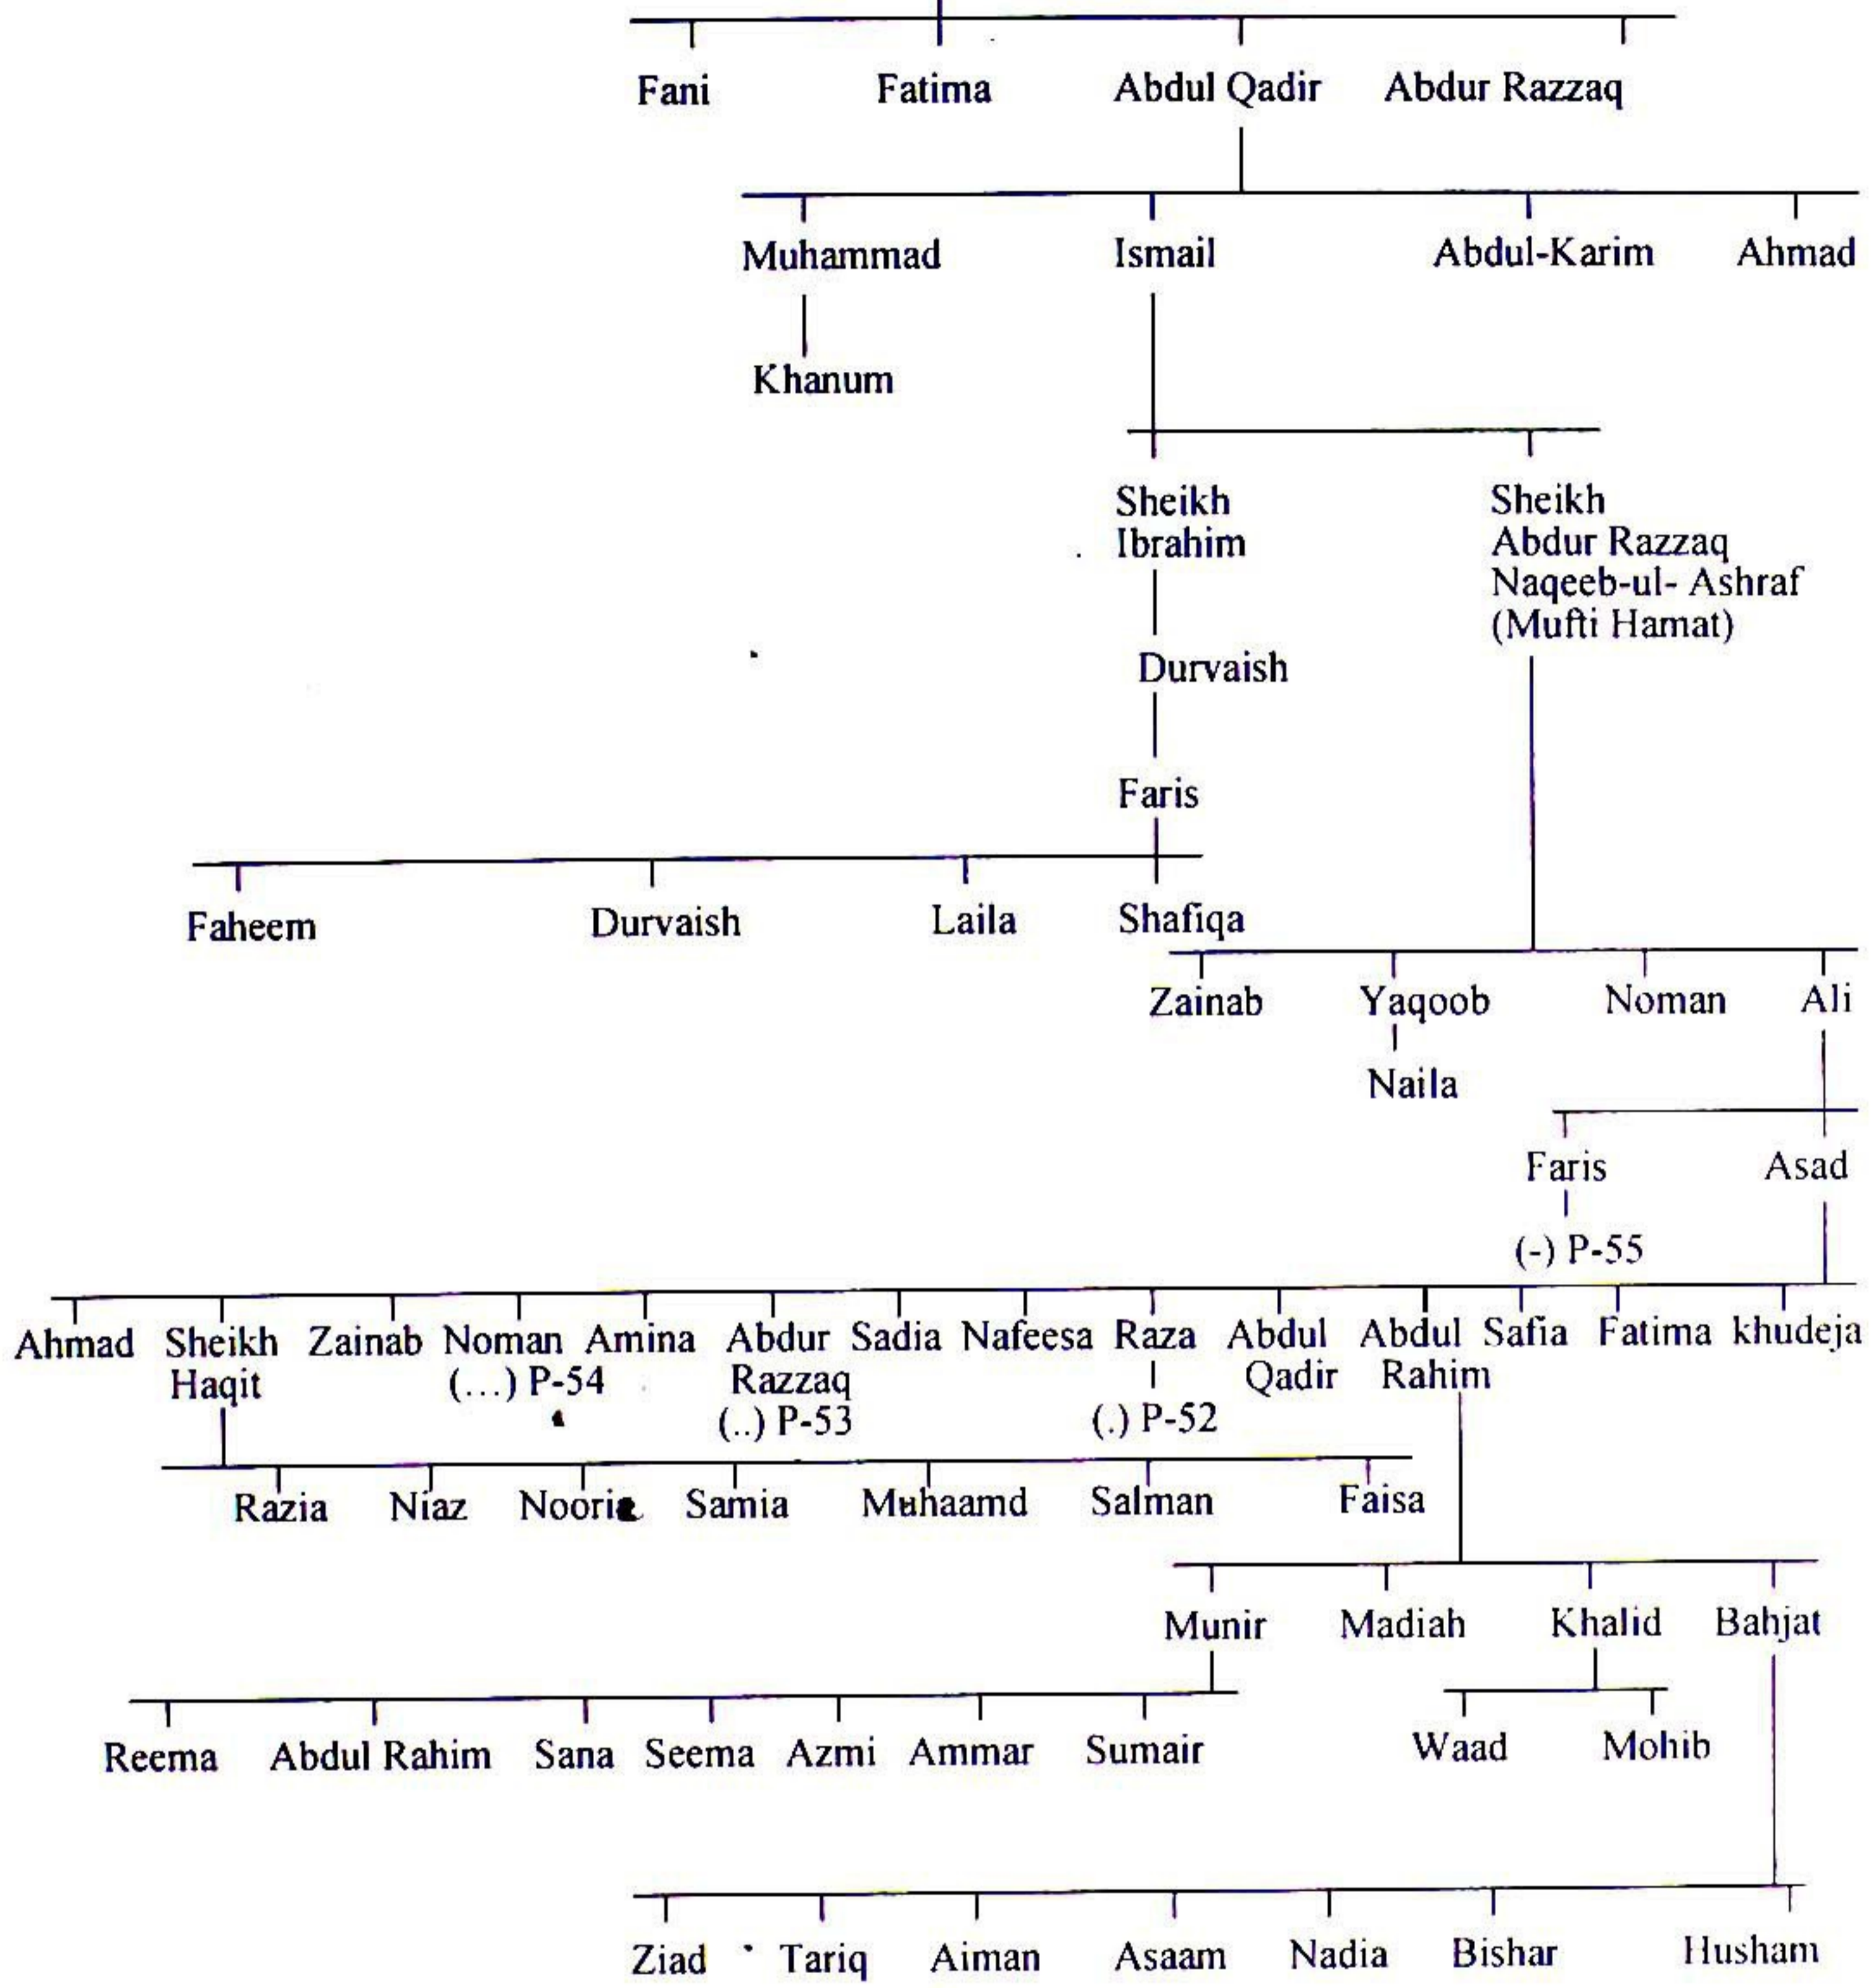 Fani Fatima Abdul Qadir Abdur Razzaq
Muhammad Ismail Abdul-Karim Ahmad
Khanum
Sheikh Sheikh
Ibrahim Abdur Razzaq
Naqeeb-ul- Ashraf
(Mufti Hamat)
Durvaish
Faris
Faheem Durvaish Laila Shafiqa
Zainab Yaqoob Noman Ali
Naila
Faris Asad
(-) P-55
Ahmad Sheikh Zainab Noman Amina Abdur Sadia Nafeesa Raza Abdul Abdul Safia Fatima khudeja
Haqit (...) P-54 Razzaq Qadir Rahim
(..) P-53 (.) P-52
Razia Niaz Nooria Samia Muhaamd Salman Faisa
Munir Madiah Khalid Bahjat
Reema Abdul Rahim Sana Seema Azmi Ammar Sumair Waad Mohib
Ziad Tariq Aiman Asaam Nadia Bishar Husham